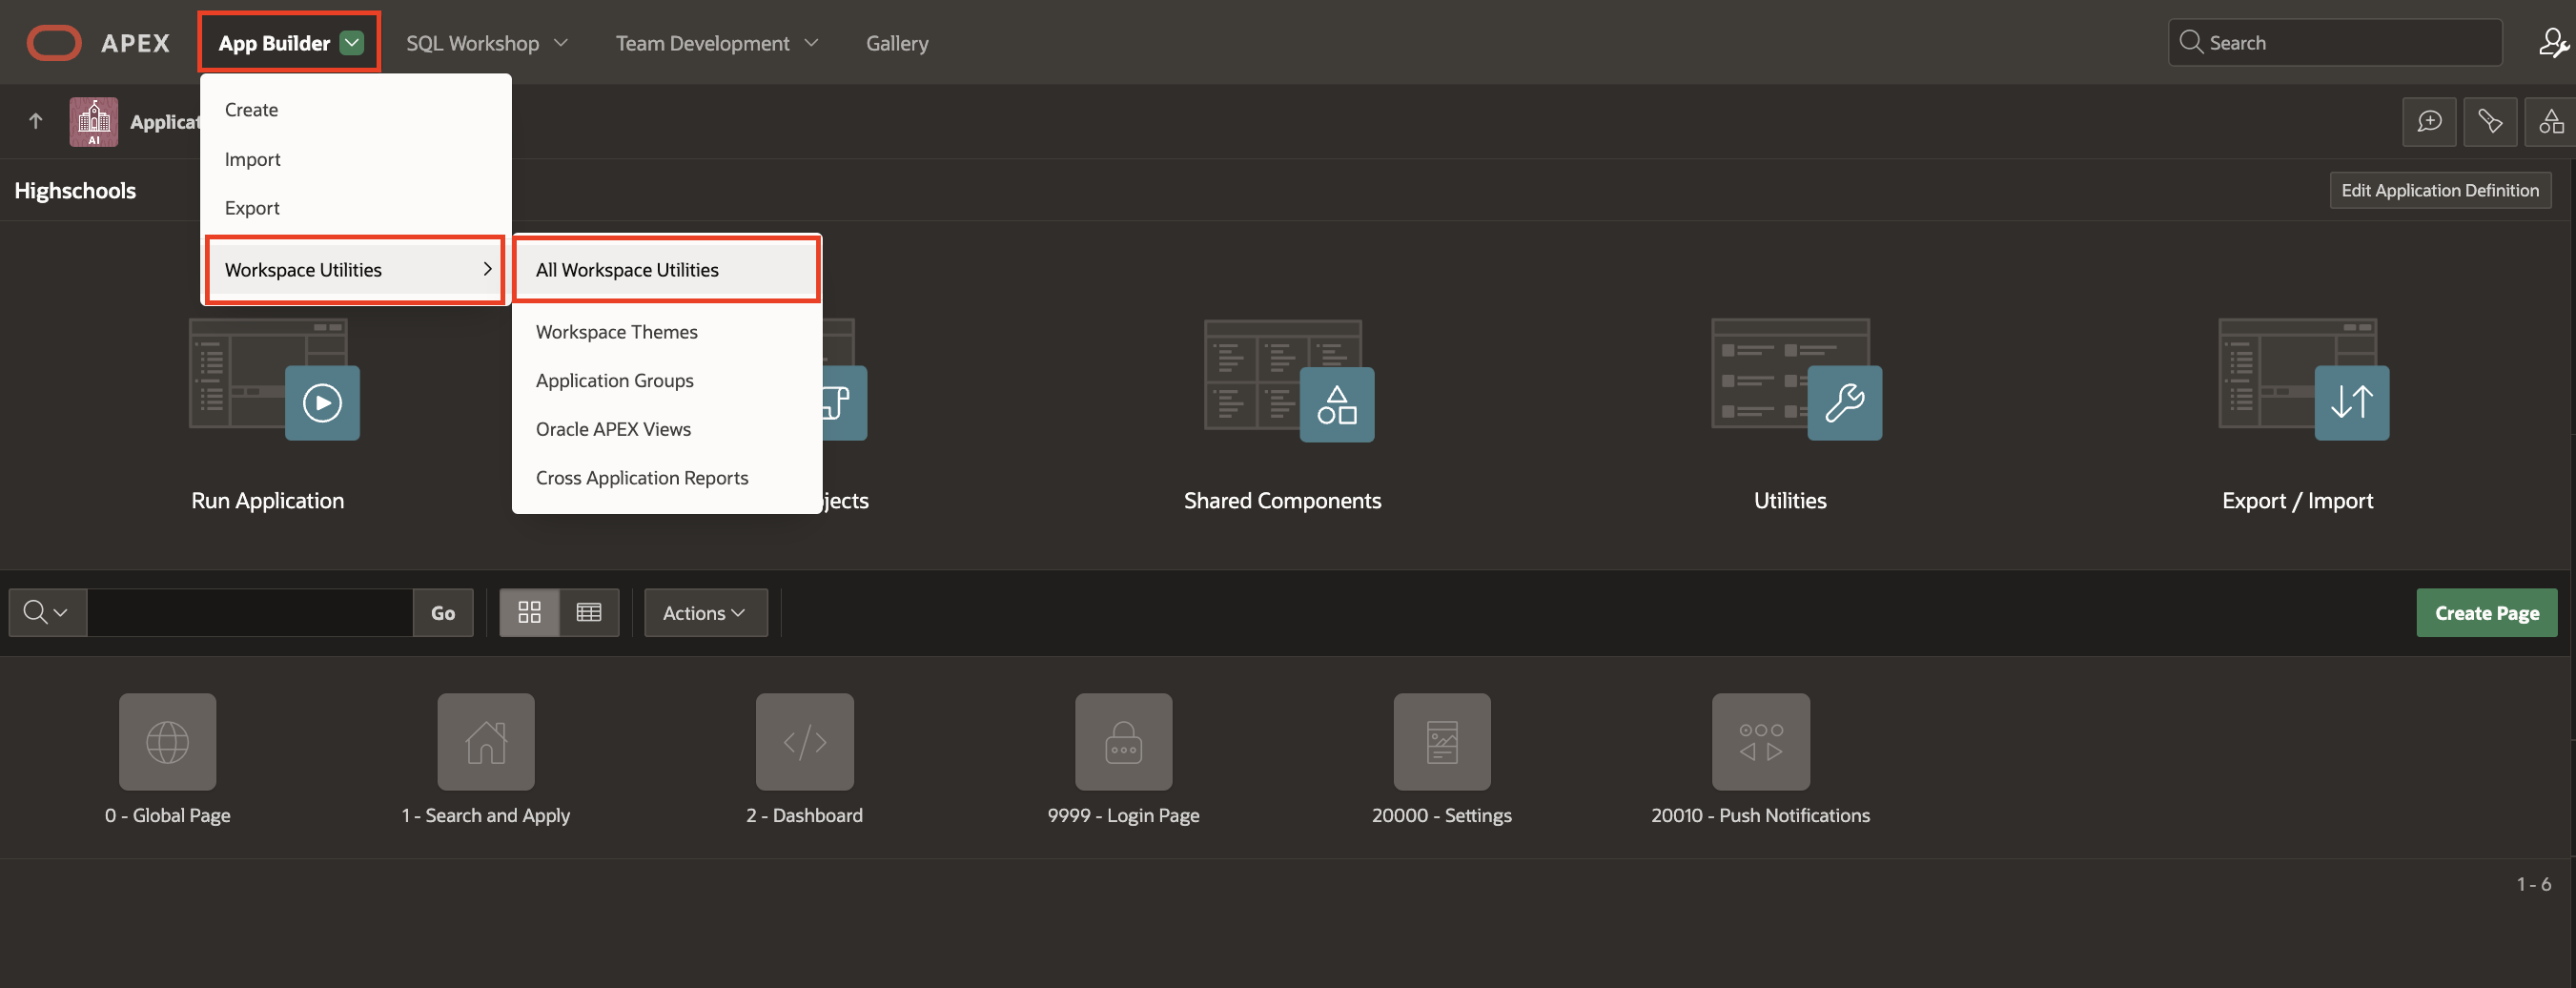 APEX
App Builder
SQL Workshop
Team Development
Gallery
Search
Create
Import
Export
Workspace Utilities
All Workspace Utilities
Workspace Themes
Application Groups
Oracle APEX Views
Cross Application Reports
AI
Applicat
Highschools
Edit Application Definition
Run Application
jects
Shared Components
Utilities
Export / Import
Go
Actions
Create Page
0 - Global Page
1 - Search and Apply
2 - Dashboard
9999 - Login Page
20000 - Settings
20010 - Push Notifications
1 - 6